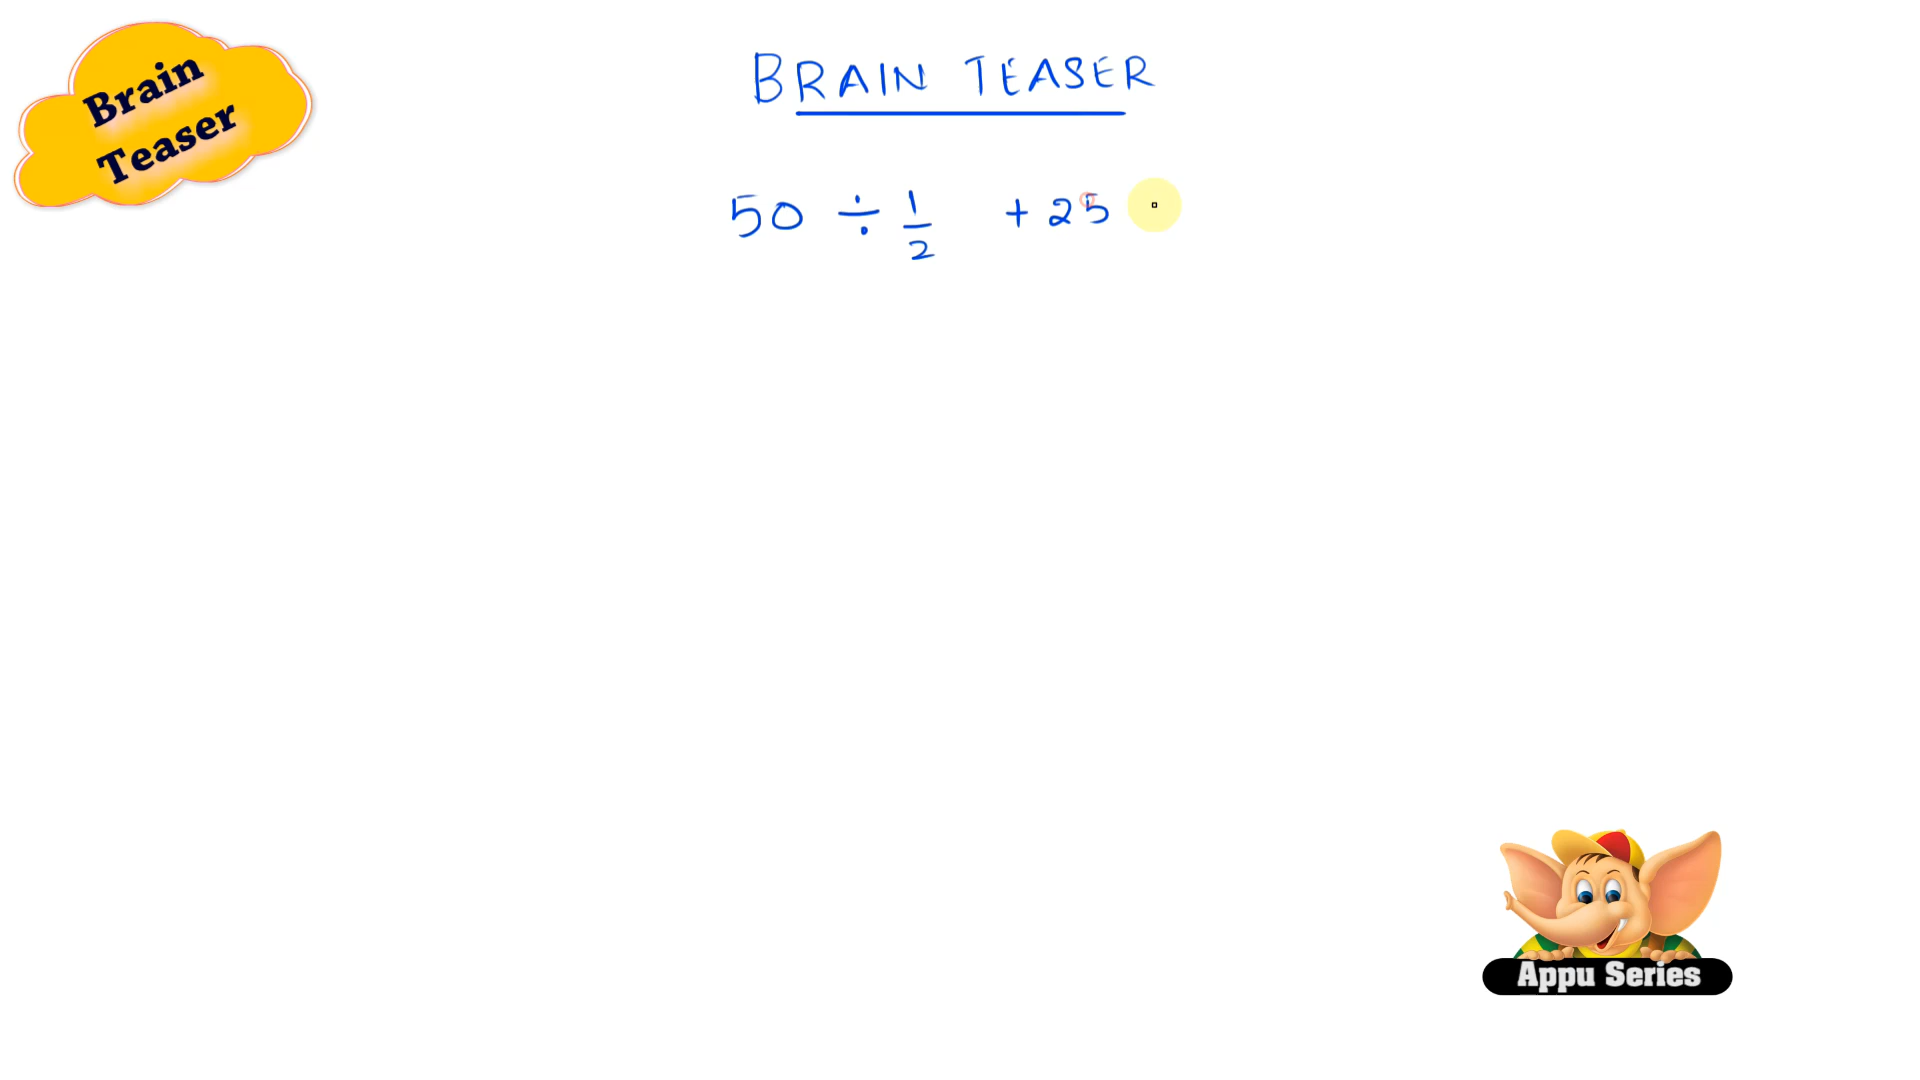 Brain
Teaser
BRAIN TEASER
50 ÷ 1/2 + 25
Appu Series